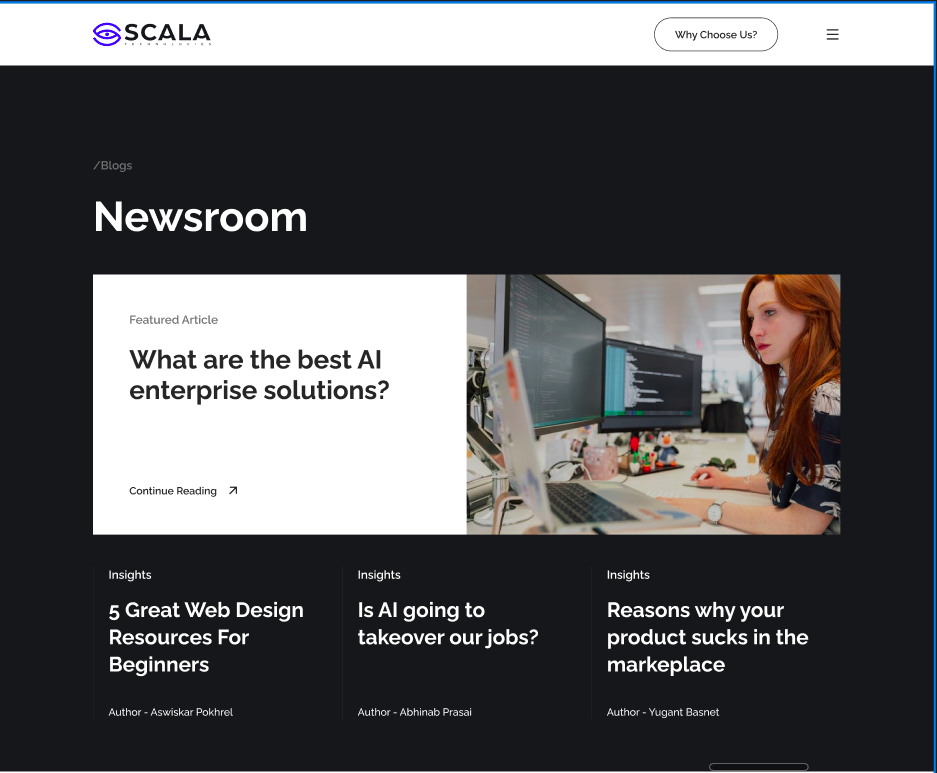 SCALA
TECHNOLOGIES
Why Choose Us?
/Blogs
Newsroom
Featured Article
What are the best AI
enterprise solutions?
Continue Reading
Insights
5 Great Web Design
Resources For
Beginners
Author - Aswiskar Pokhrel
Insights
Is AI going to
takeover our jobs?
Author - Abhinab Prasai
Insights
Reasons why your
product sucks in the
markeplace
Author - Yugant Basnet